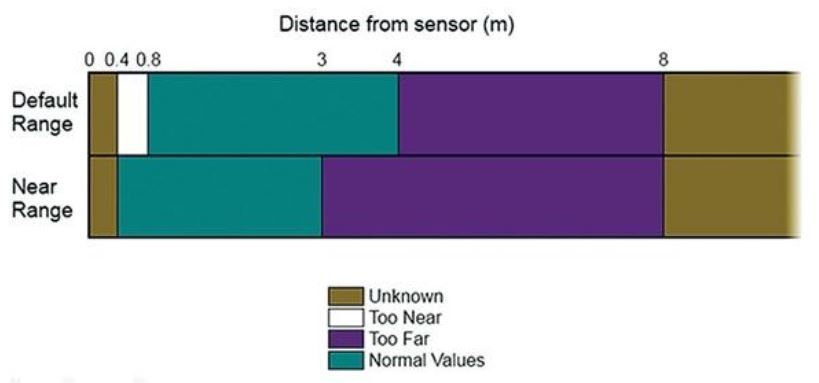 Distance from sensor (m)
0 0.4 0.8 3 4 8
Default
Range
Near
Range
Unknown
Too Near
Too Far
Normal Values